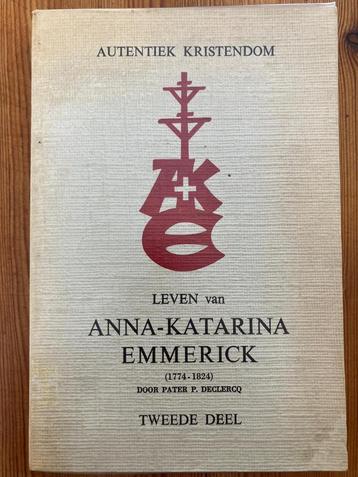 AUTENTIEK KRISTENDOM
A+K
E
LEVEN van
ANNA-KATARINA
EMMERICK
(1774-1824)
DOOR PATER P. DECLERCQ
TWEEDE DEEL